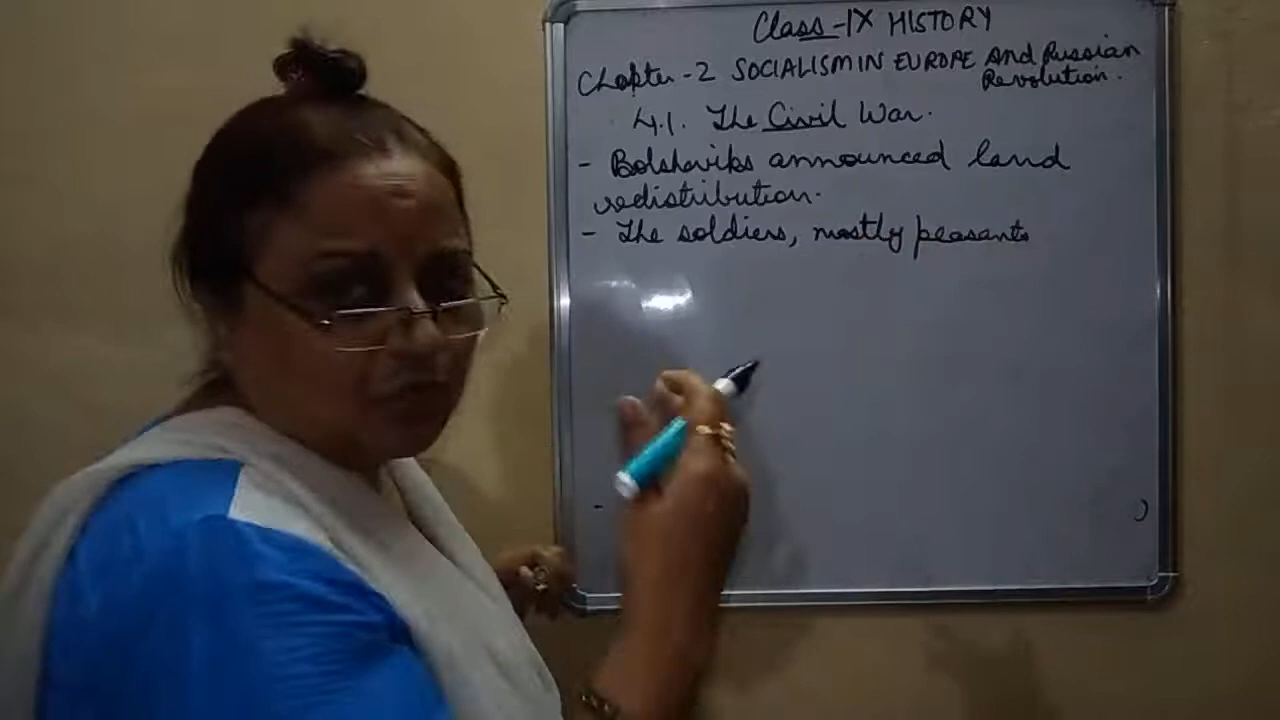 Class-IX HISTORY
Chapter-2 SOCIALISM IN EUROPE And Russian
Revolution.
4.1. The Civil War.
- Bolsheviks announced land
redistribution.
- The soldiers, mostly peasants